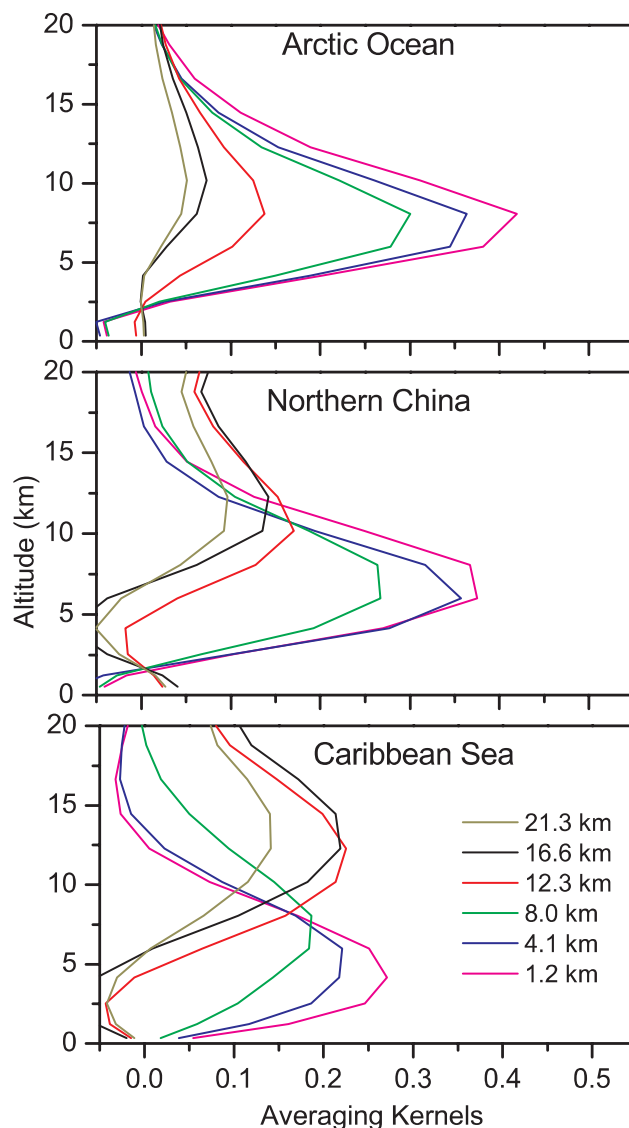 20
Arctic Ocean
15
10
5
0
20
Northern China
15
10
5
0
Altitude (km)
20
Caribbean Sea
15
21.3 km
16.6 km
12.3 km
8.0 km
4.1 km
1.2 km
10
5
0
0.0 0.1 0.2 0.3 0.4 0.5
Averaging Kernels